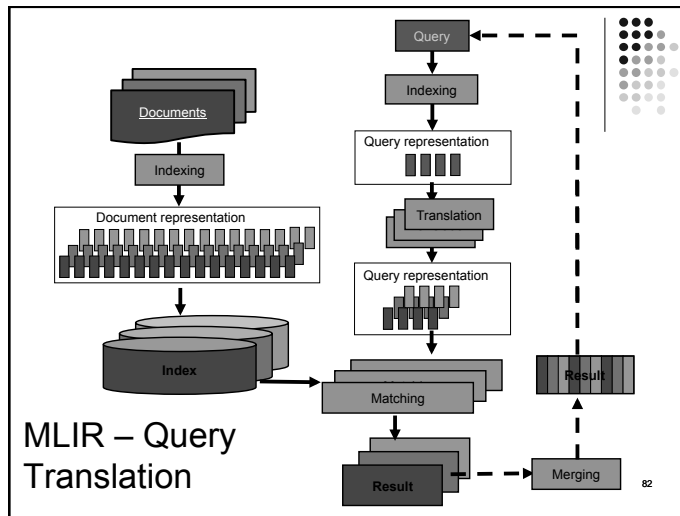 Query
Indexing
Documents
Query representation
Indexing
Document representation
Translation
Query representation
Index
Matching
Result
Result
Merging
MLIR – Query
Translation
82